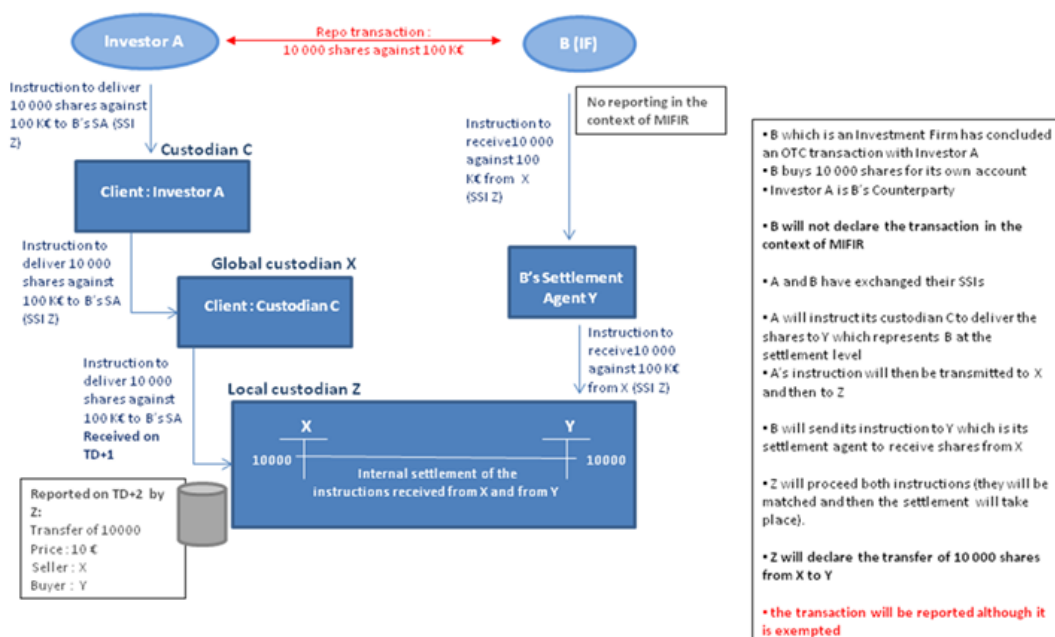 Investor A
Repo transaction :
10 000 shares against 100 K€
B (IF)
Instruction to deliver
10 000 shares against
100 K€ to B's SA (SSI
Z)
No reporting in the
context of MIFIR
Instruction to
receive10 000
against 100
K€ from X
(SSI Z)
Custodian C
Client : Investor A
Instruction to
deliver 10 000
shares against
100 K€ to B's SA
(SSI Z)
Global custodian X
Client : Custodian C
B's Settlement
Agent Y
Instruction to
deliver 10 000
shares against
100 K€ to B's SA
Received on
TD+1
Instruction to
receive10 000
against 100 K€
from X (SSI Z)
Local custodian Z
X
Y
10000
10000
Internal settlement of the
instructions received from X and from Y
Reported on TD+2 by
Z:
Transfer of 10000
Price : 10 €
Seller : X
Buyer : Y
• B which is an Investment Firm has concluded
an OTC transaction with Investor A
• B buys 10 000 shares for its own account
• Investor A is B's Counterparty
• B will not declare the transaction in the
context of MIFIR
• A and B have exchanged their SSIs
• A will instruct its custodian C to deliver the
shares to Y which represents B at the
settlement level
• A's instruction will then be transmitted to X
and then to Z
• B will send its instruction to Y which is its
settlement agent to receive shares from X
• Z will proceed both instructions (they will be
matched and then the settlement will take
place).
• Z will declare the transfer of 10 000 shares
from X to Y
• the transaction will be reported although it
is exempted